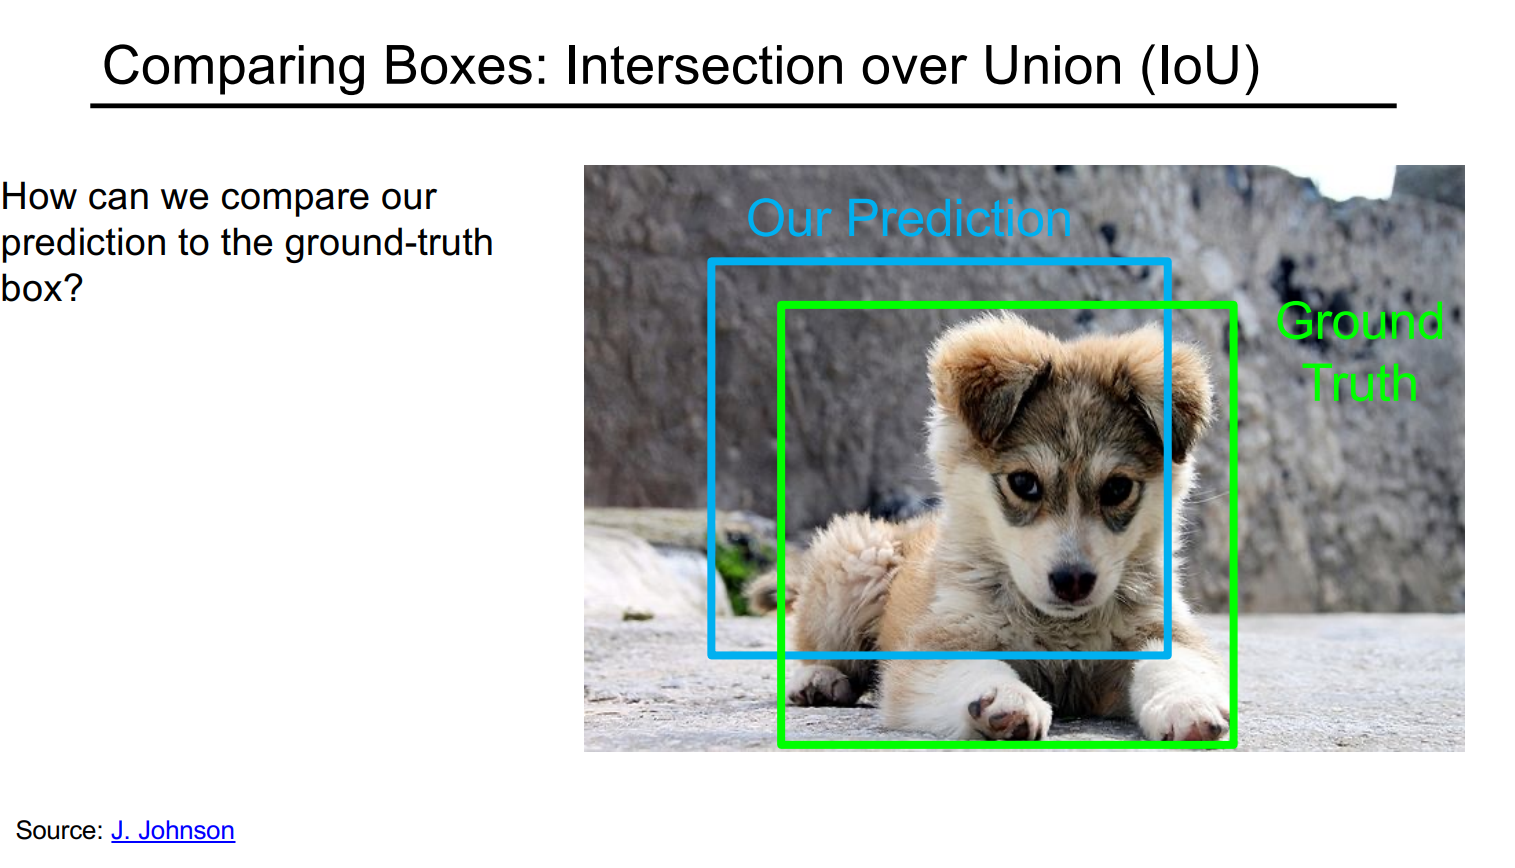 Comparing Boxes: Intersection over Union (IoU)
How can we compare our
prediction to the ground-truth
box?
Our Prediction
Ground
Truth
Source: J. Johnson